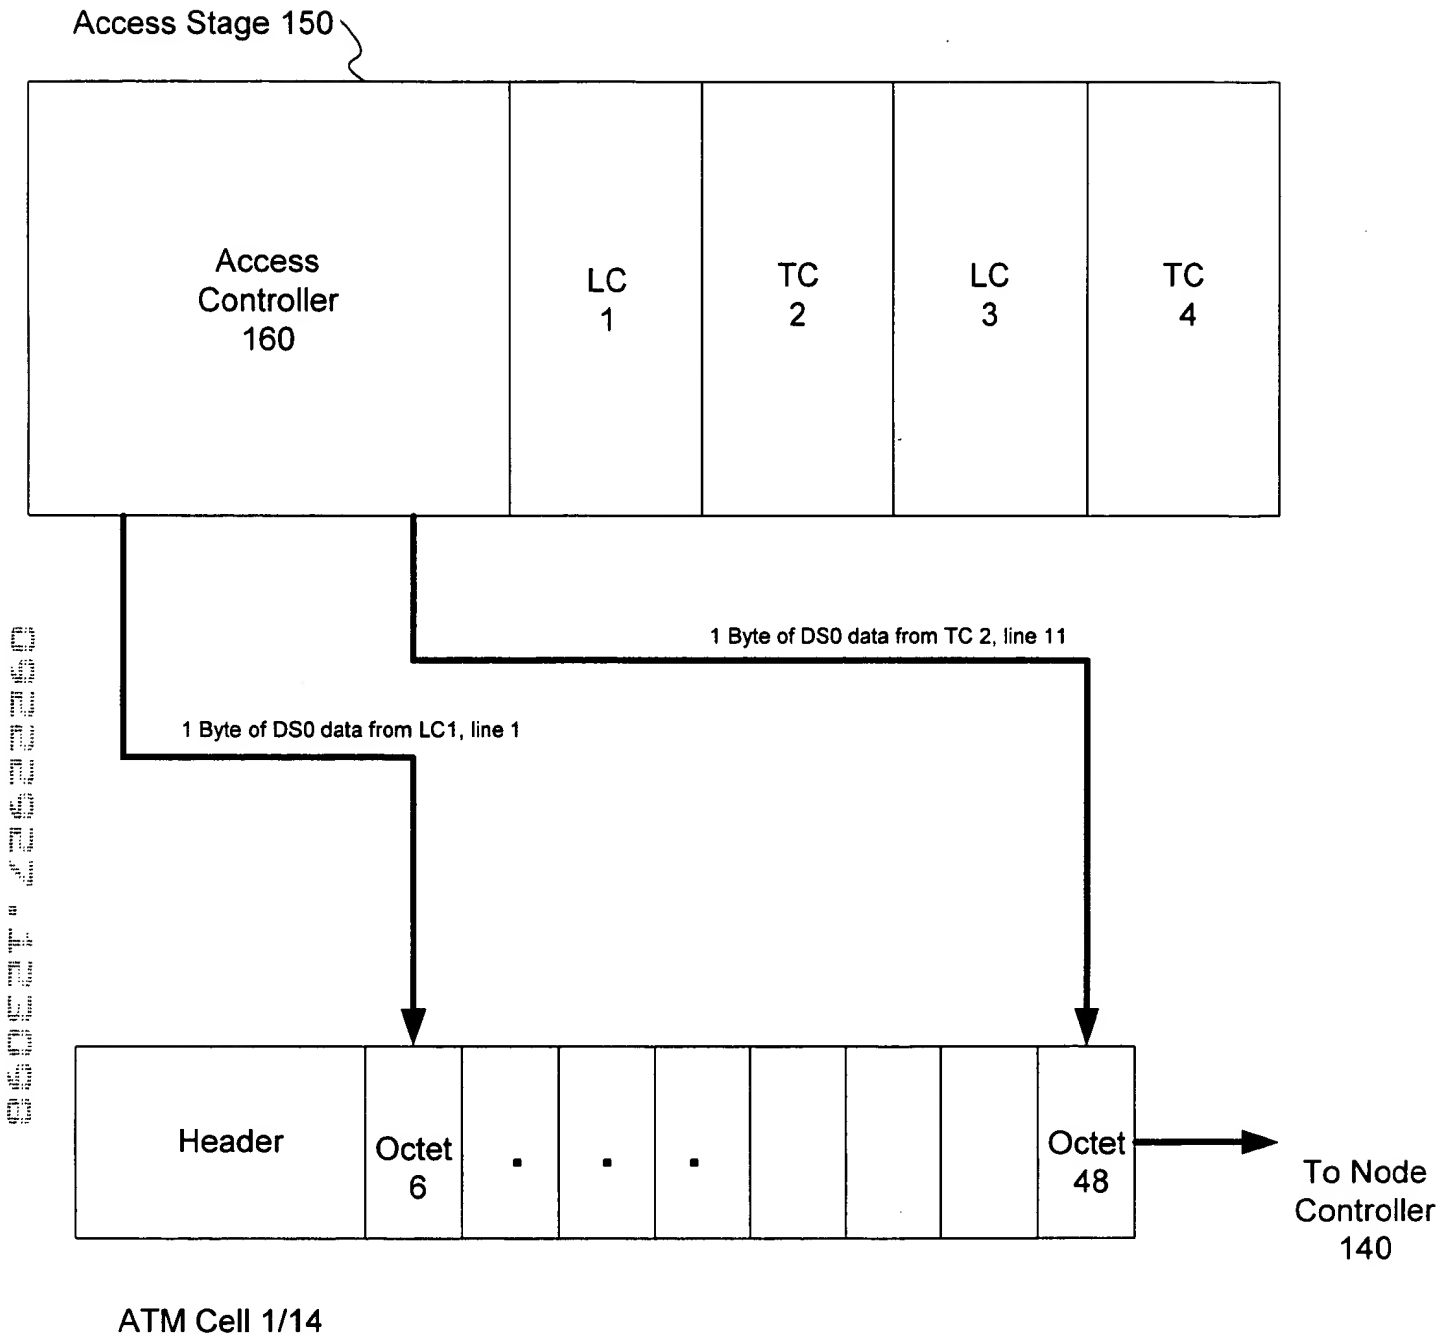 Access Stage 150
Access
Controller
160
LC
1
TC
2
LC
3
TC
4
1 Byte of DS0 data from TC 2, line 11
1 Byte of DS0 data from LC1, line 1
Header
Octet
6
. . .
Octet
48
To Node
Controller
140
ATM Cell 1/14